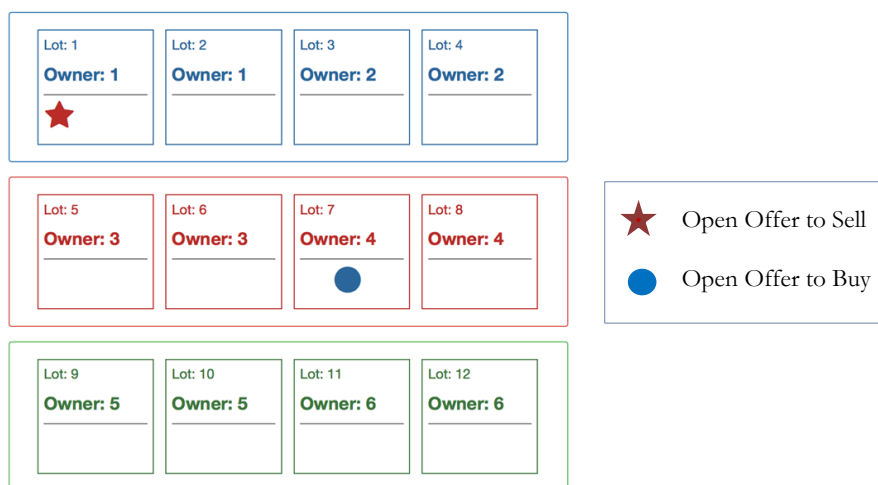 Lot: 1
Owner: 1
Lot: 2
Owner: 1
Lot: 3
Owner: 2
Lot: 4
Owner: 2
Lot: 5
Owner: 3
Lot: 6
Owner: 3
Lot: 7
Owner: 4
Lot: 8
Owner: 4
Open Offer to Sell
Open Offer to Buy
Lot: 9
Owner: 5
Lot: 10
Owner: 5
Lot: 11
Owner: 6
Lot: 12
Owner: 6